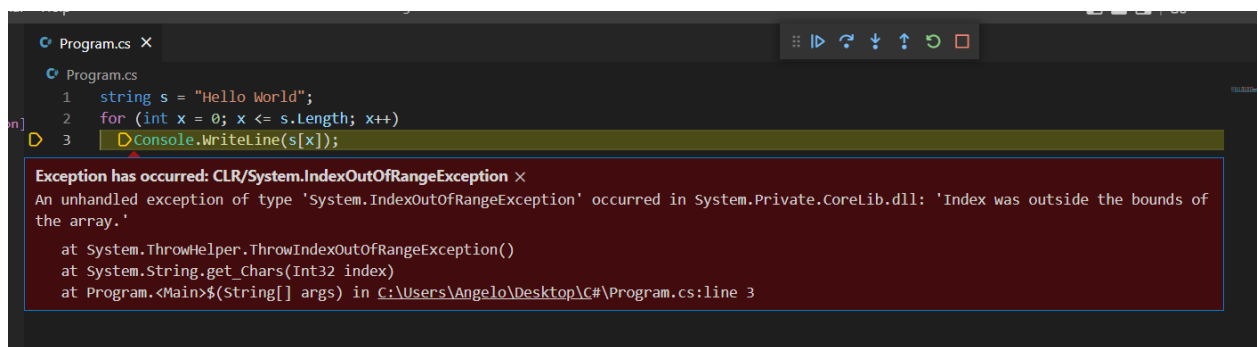 Program.cs
Program.cs
1 string s = "Hello World";
2 for (int x = 0; x <= s.Length; x++)
on]
3 Console.WriteLine(s[x]);
Exception has occurred: CLR/System.IndexOutOfRangeException
An unhandled exception of type 'System.IndexOutOfRangeException' occurred in System.Private.CoreLib.dll: 'Index was outside the bounds of
the array.'
at System.ThrowHelper.ThrowIndexOutOfRangeException()
at System.String.get_Chars(Int32 index)
at Program.<Main>$(String[] args) in C:\Users\Angelo\Desktop\C#\Program.cs:line 3